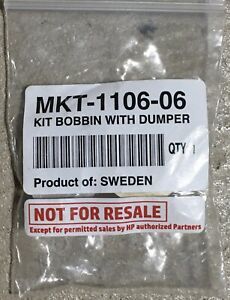 MKT-1106-06
KIT BOBBIN WITH DUMPER
QTY 1
Product of: SWEDEN
NOT FOR RESALE
Except for permitted sales by HP authorized Partners